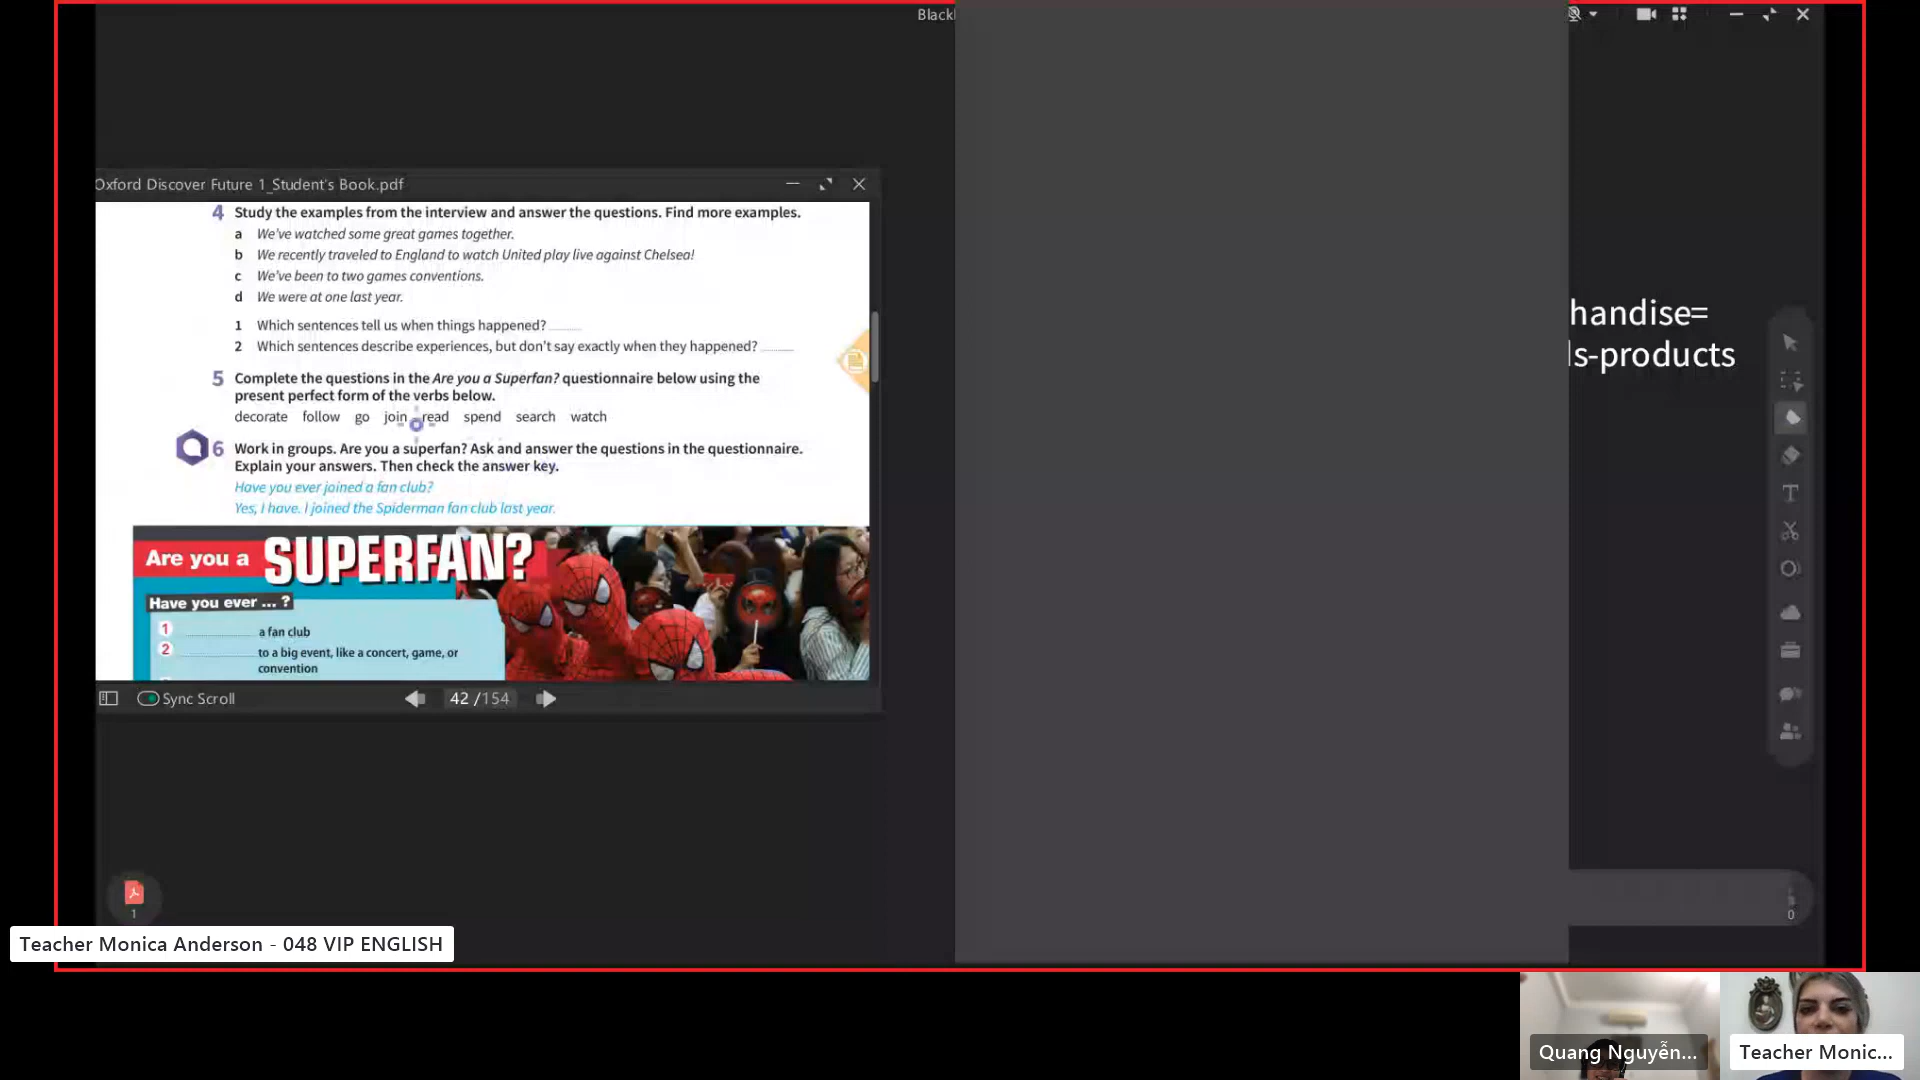 Black
Oxford Discover Future 1_Student's Book.pdf
4 Study the examples from the interview and answer the questions. Find more examples.
a We've watched some great games together.
b We recently traveled to England to watch United play live against Chelsea!
c We've been to two games conventions.
d We were at one last year.
1 Which sentences tell us when things happened?
2 Which sentences describe experiences, but don't say exactly when they happened?
5 Complete the questions in the Are you a Superfan? questionnaire below using the
present perfect form of the verbs below.
decorate follow go join read spend search watch
6 Work in groups. Are you a superfan? Ask and answer the questions in the questionnaire.
Explain your answers. Then check the answer key.
Have you ever joined a fan club?
Yes, I have. I joined the Spiderman fan club last year.
Are you a SUPERFAN?
Have you ever ... ?
1 a fan club
2 to a big event, like a concert, game, or
convention
Sync Scroll
42 /154
handise=
ls-products
1
0
Teacher Monica Anderson - 048 VIP ENGLISH
Quang Nguyễn...
Teacher Monic...